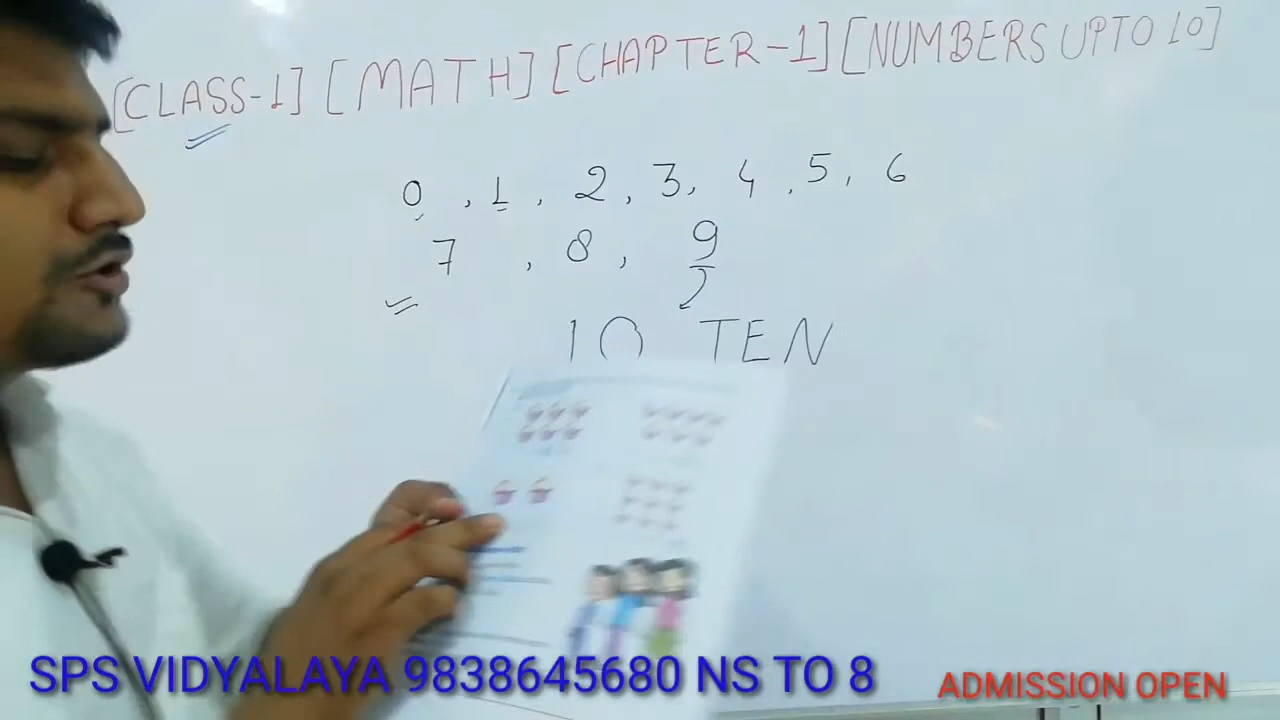 [CLASS-1] [MATH] [CHAPTER-1] [NUMBERS UPTO 10]
0, 1, 2, 3, 4, 5, 6
7, 8, 9
10 TEN
SPS VIDYALAYA 9838645680 NS TO 8
ADMISSION OPEN